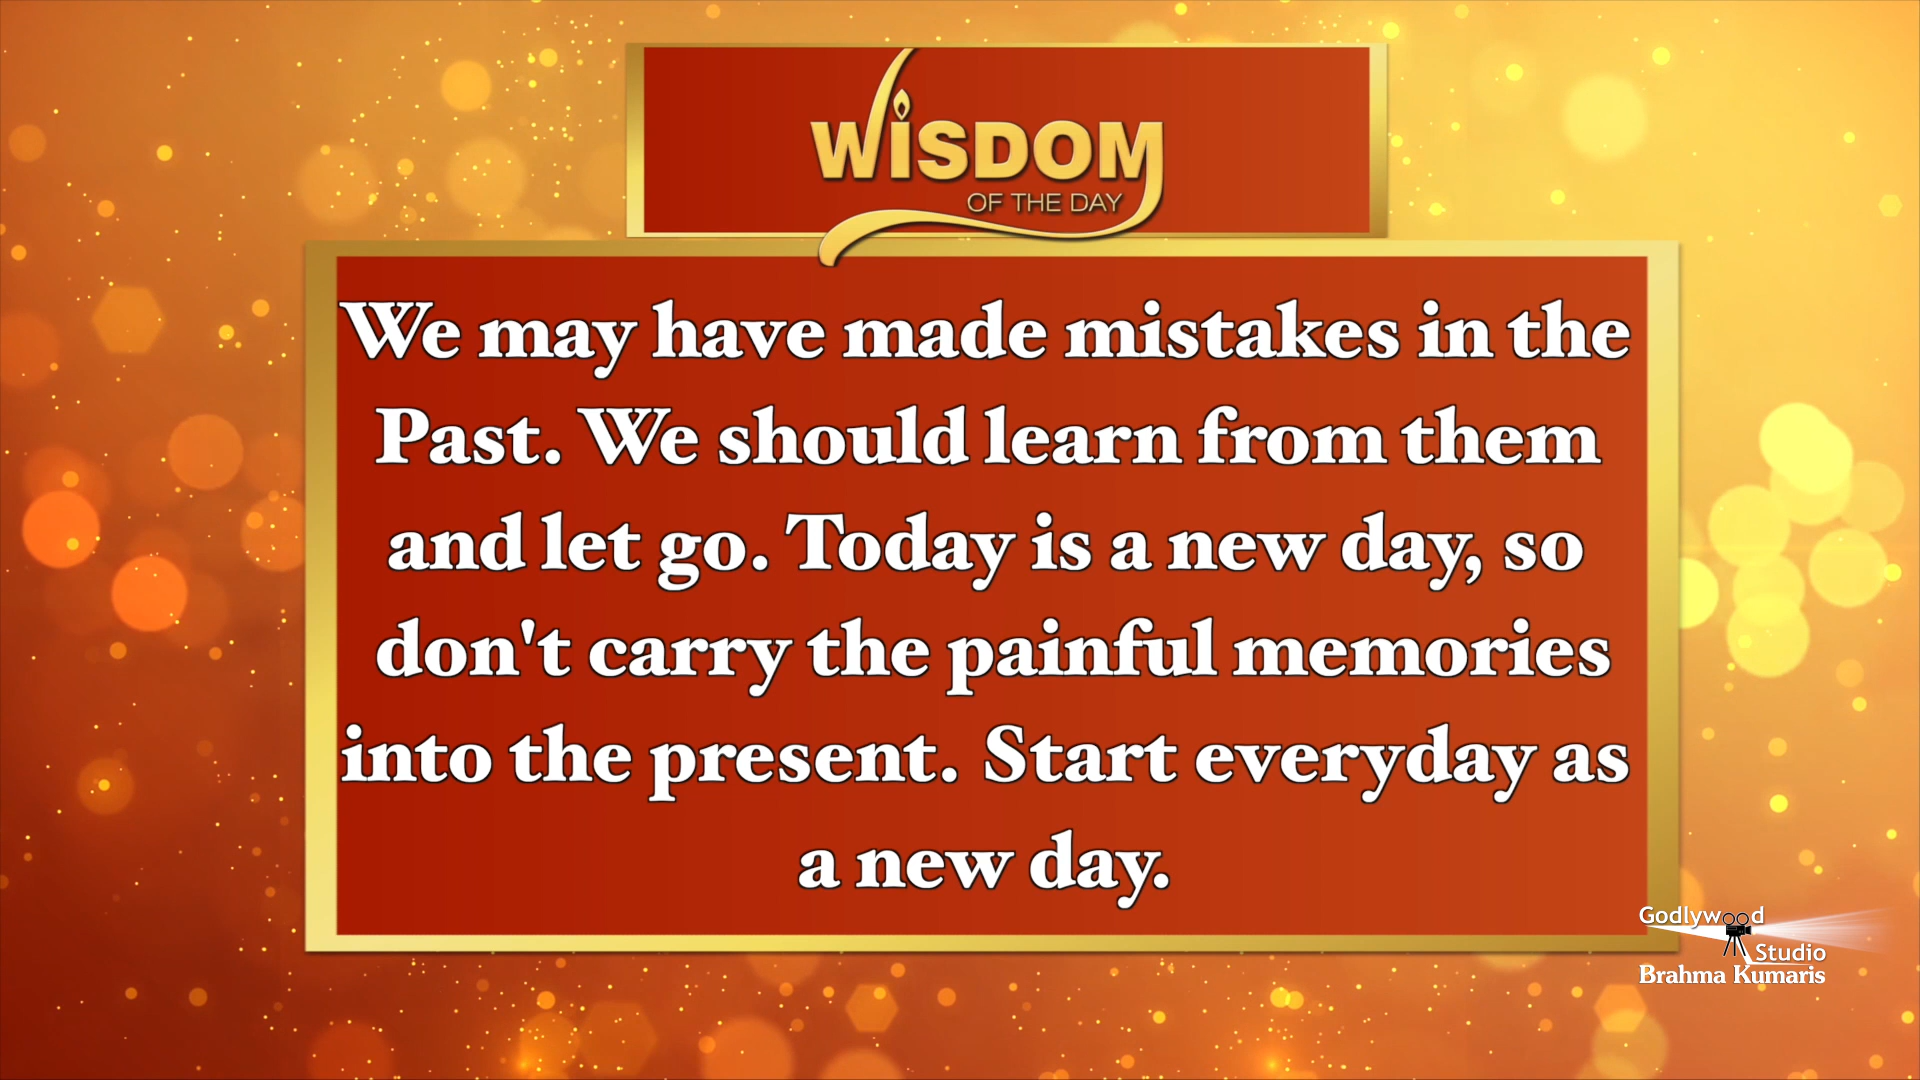 WISDOM
OF THE DAY
We may have made mistakes in the
Past. We should learn from them
and let go. Today is a new day, so
don't carry the painful memories
into the present. Start everyday as
a new day.
Godlywood
Studio
Brahma Kumaris